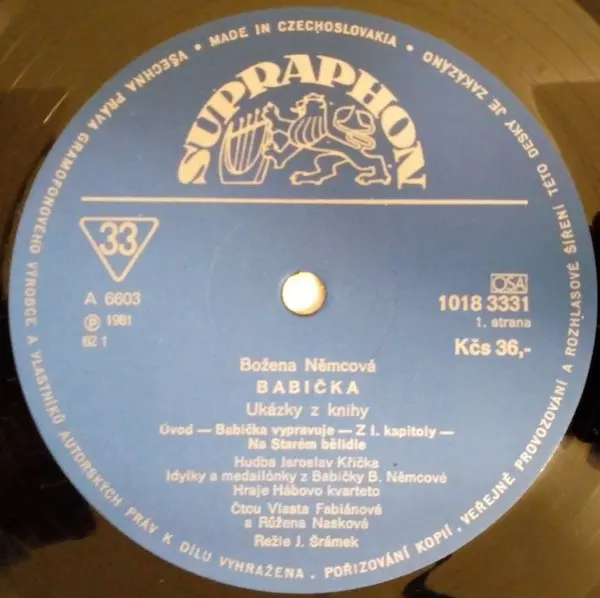 VŠECHNA PRÁVA GRAMOFONOVÉHO VÝROBCE A VLASTNÍKŮ AUTORSKÝCH PRÁV K DÍLU VYHRAŽENA. POŘIZOVÁNÍ KOPIÍ, VEŘEJNÉ PROVOZOVÁNÍ A ROZHLASOVÉ ŠÍŘENÍ TÉTO DESKY JE ZAKÁZÁNO • MADE IN CZECHOSLOVAKIA •
SUPRAPHON
33
A 6603
Ⓟ 1981
82 1
OSA
1018 3331
1. strana
Kčs 36,-
Božena Němcová
BABIČKA
Ukázky z knihy
Úvod — Babička vypravuje — Z I. kapitoly —
Na Starém bělidle
Hudba Jaroslav Křička
Idylky a medailónky z Babičky B. Němcové
Hraje Hábovo kvarteto
Čtou Vlasta Fabiánová
a Růžena Nasková
Režie J. Šrámek